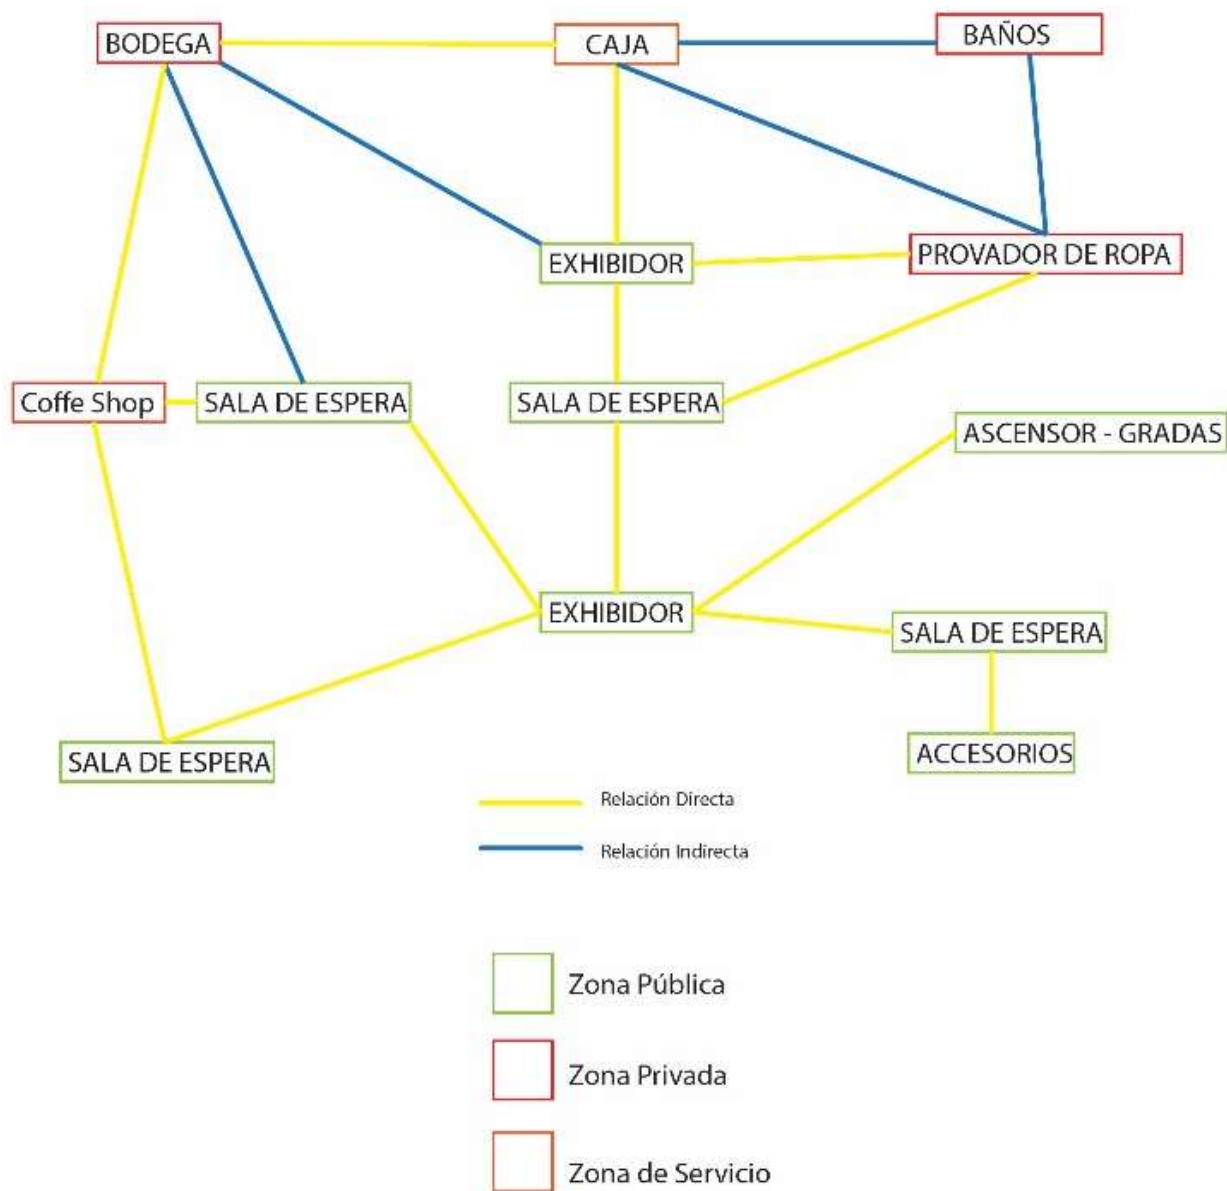 BODEGA
CAJA
BAÑOS
EXHIBIDOR
PROVADOR DE ROPA
Coffe Shop
SALA DE ESPERA
SALA DE ESPERA
ASCENSOR - GRADAS
EXHIBIDOR
SALA DE ESPERA
SALA DE ESPERA
ACCESORIOS
Relación Directa
Relación Indirecta
Zona Pública
Zona Privada
Zona de Servicio